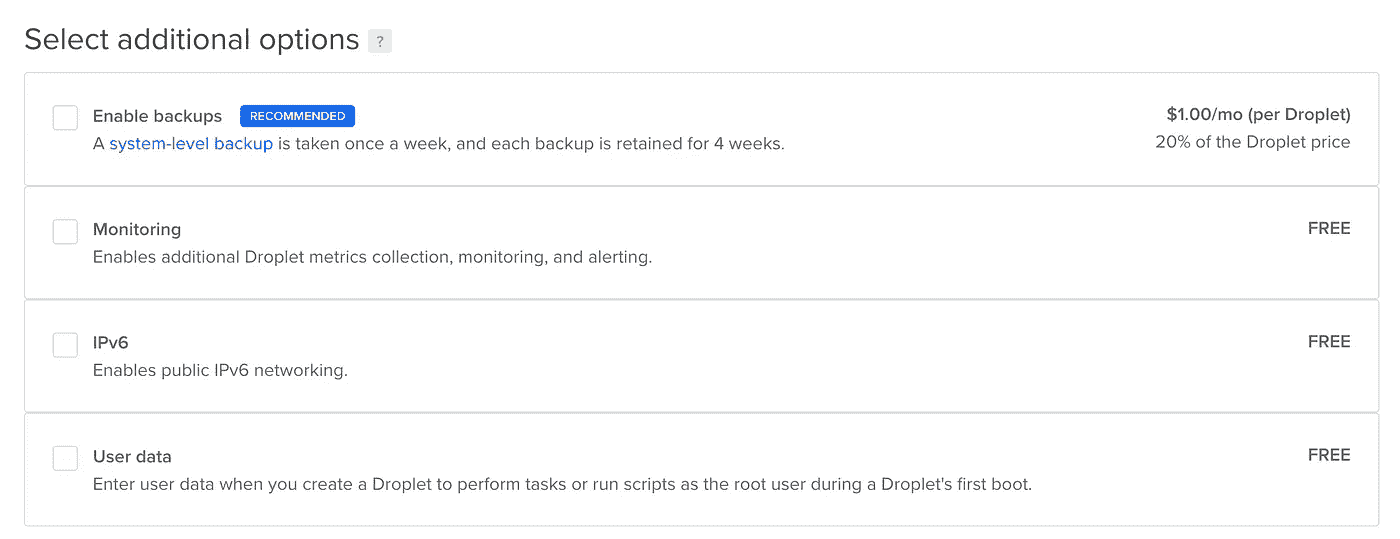 Select additional options ?
Enable backups RECOMMENDED $1.00/mo (per Droplet)
A system-level backup is taken once a week, and each backup is retained for 4 weeks. 20% of the Droplet price
Monitoring FREE
Enables additional Droplet metrics collection, monitoring, and alerting.
IPv6 FREE
Enables public IPv6 networking.
User data FREE
Enter user data when you create a Droplet to perform tasks or run scripts as the root user during a Droplet's first boot.